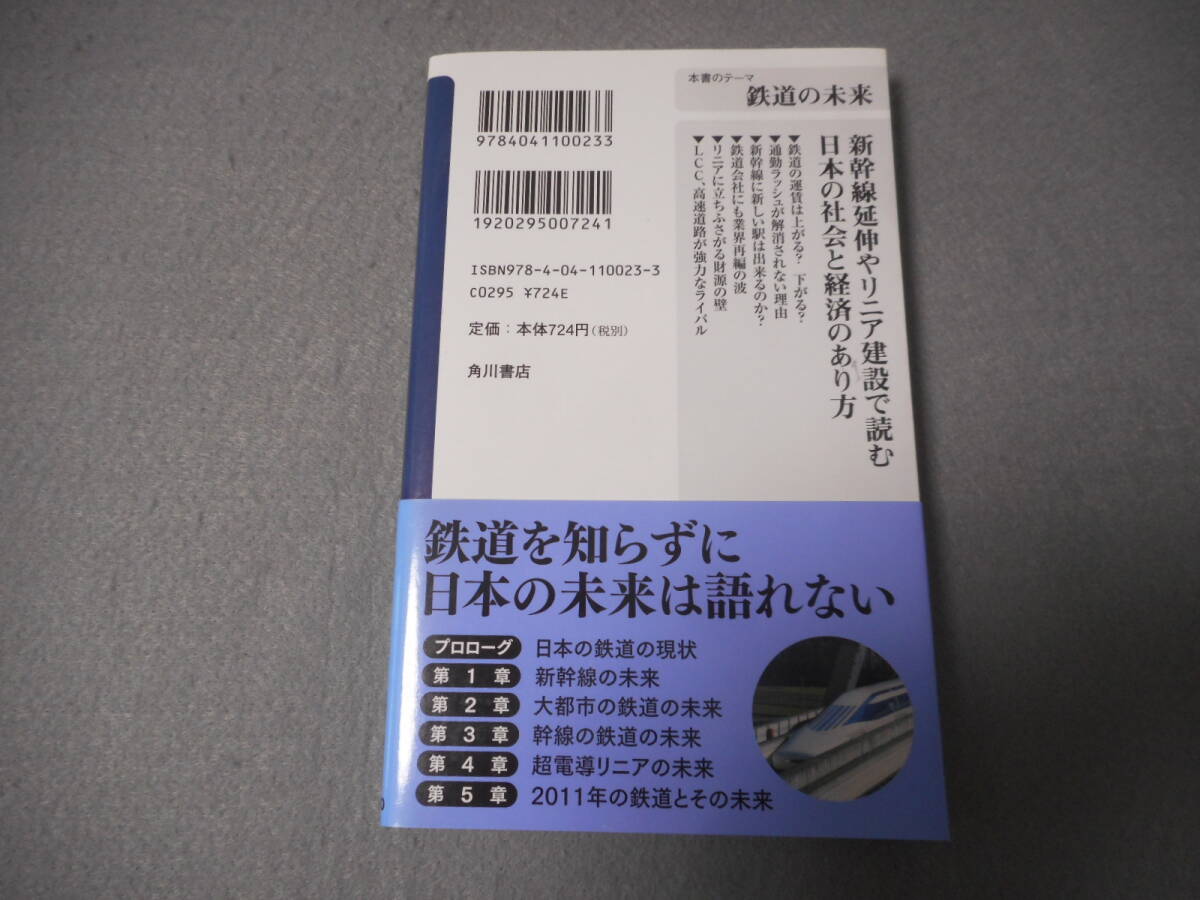 本書のテーマ
鉄道の未来
新幹線延伸やリニア建設で読む
日本の社会と経済のあり方
▼鉄道の運賃は上がる? 下がる?
▼通勤ラッシュが解消されない理由
▼新幹線に新しい駅は出来るのか?
▼鉄道会社にも業界再編の波
▼リニアに立ちふさがる財源の壁
▼LCC、高速道路が強力なライバル
9784041100233
1920295007241
ISBN978-4-04-110023-3
C0295 ¥724E
定価:本体724円(税別)
角川書店
鉄道を知らずに
日本の未来は語れない
プロローグ 日本の鉄道の現状
第1章 新幹線の未来
第2章 大都市の鉄道の未来
第3章 幹線の鉄道の未来
第4章 超電導リニアの未来
第5章 2011年の鉄道とその未来